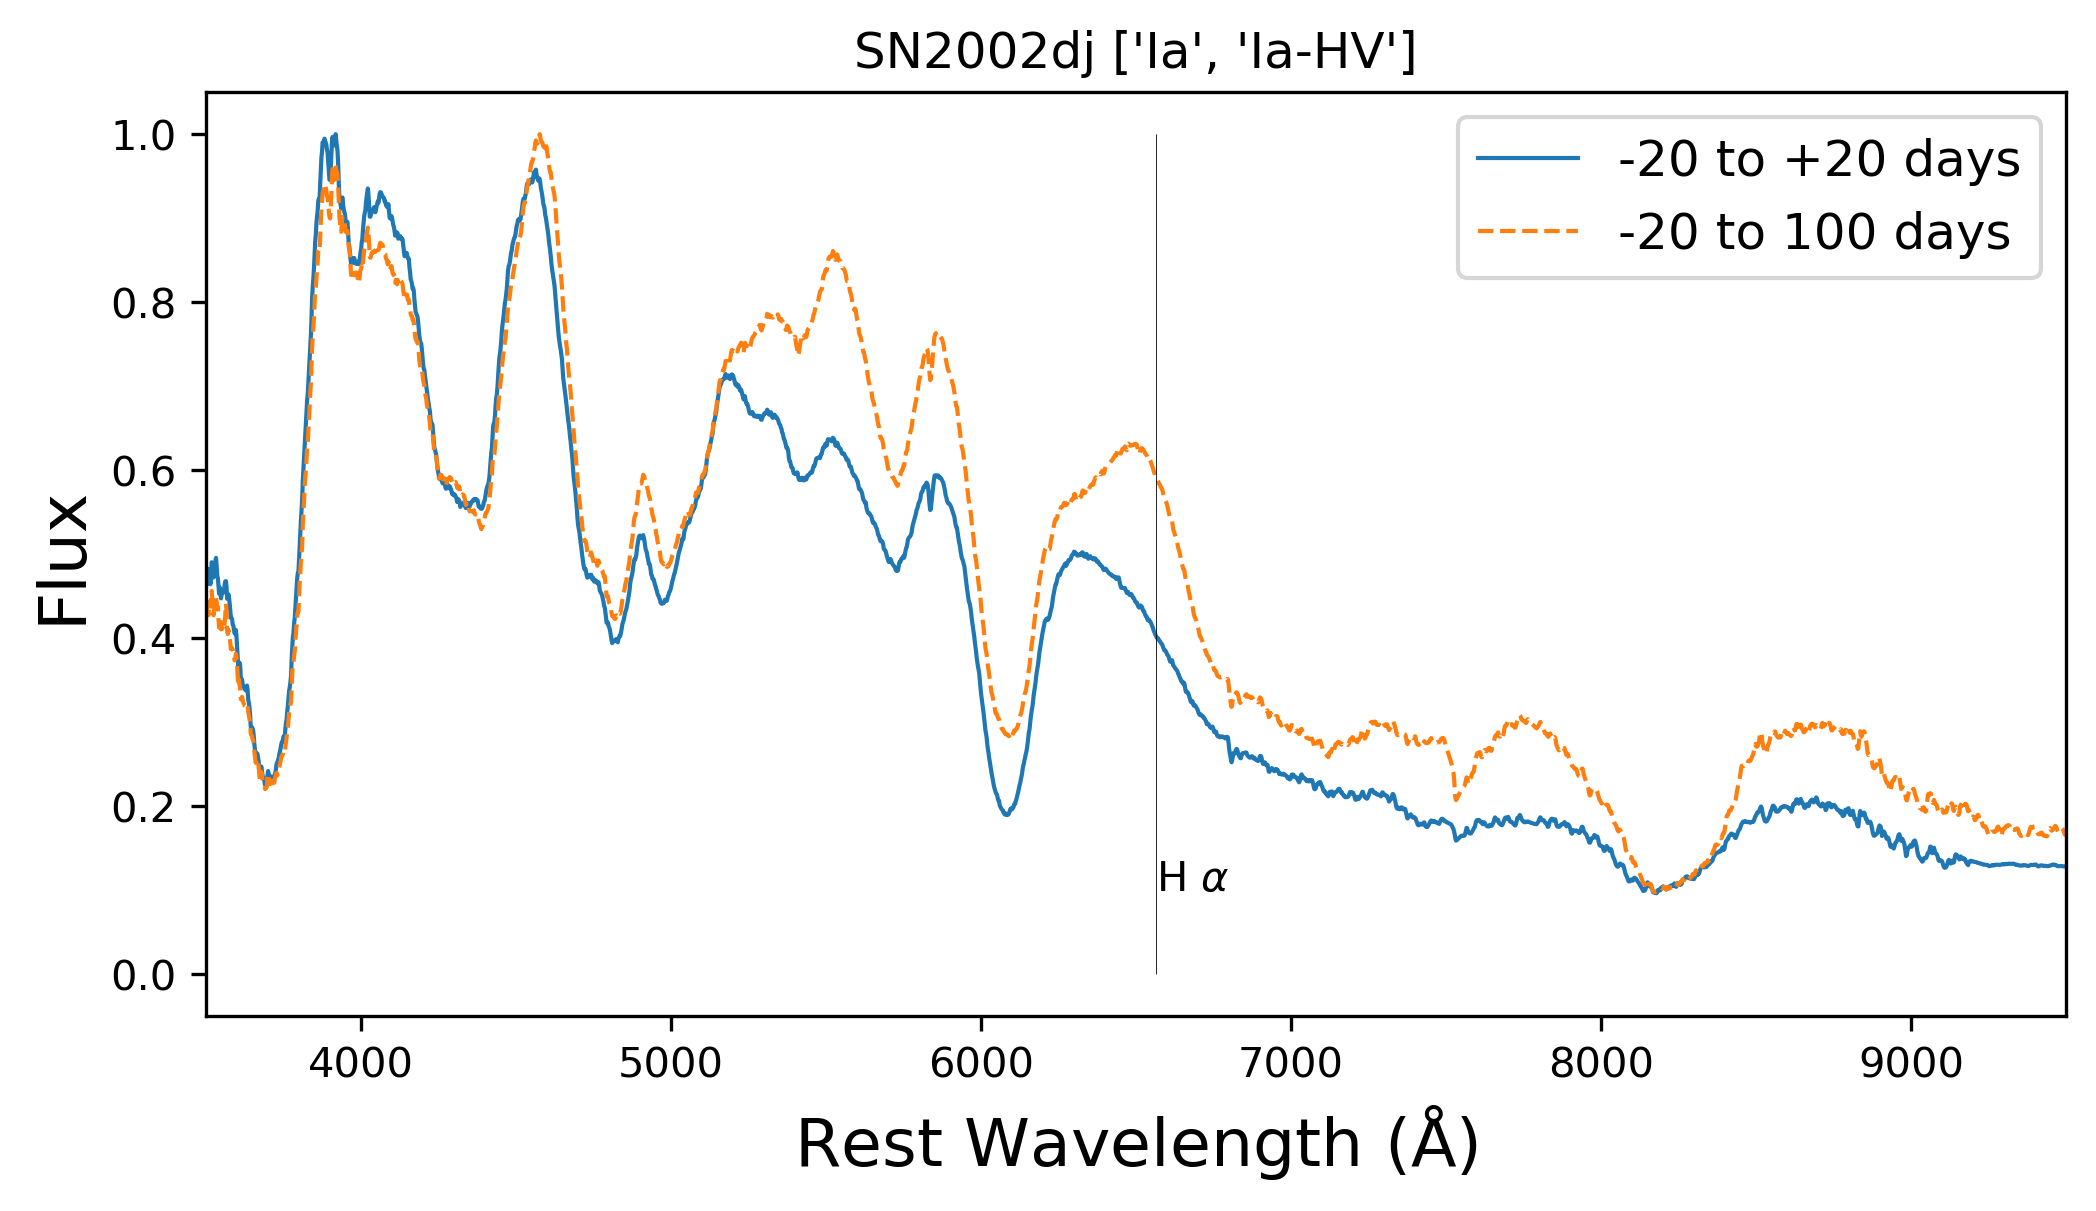 SN2002dj ['Ia', 'Ia-HV']
-20 to +20 days
-20 to 100 days
1.0
0.8
0.6
0.4
0.2
0.0
Flux
H α
4000 5000 6000 7000 8000 9000
Rest Wavelength (Å)